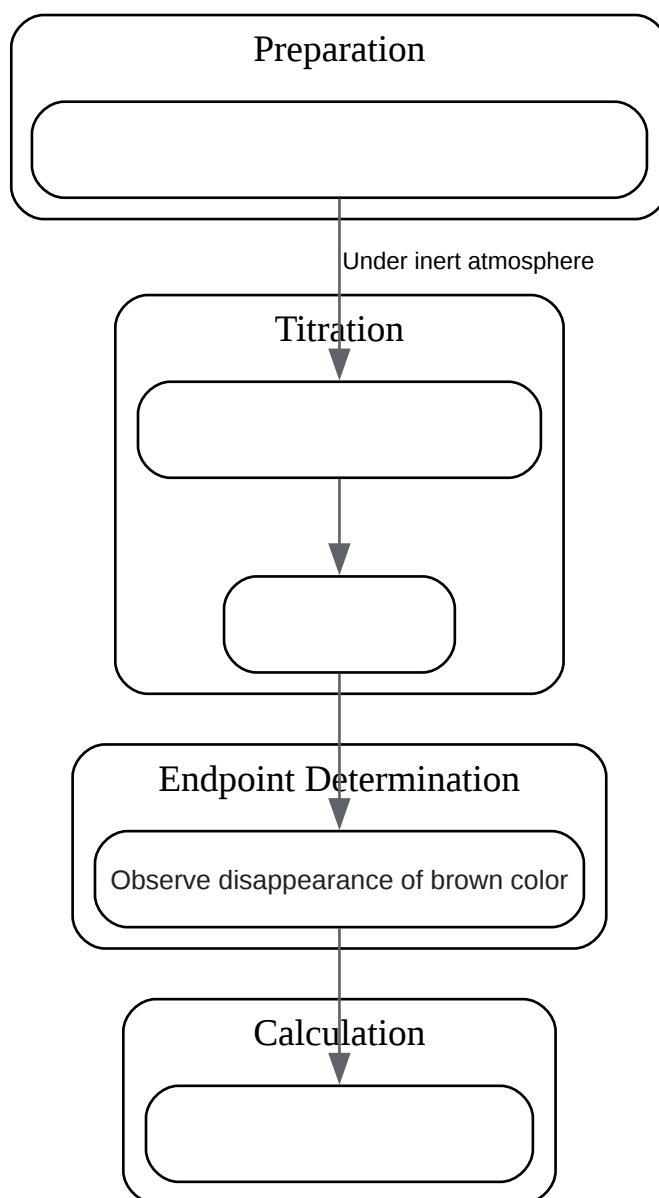 Preparation
Under inert atmosphere
Titration
Endpoint Determination
Observe disappearance of brown color
Calculation